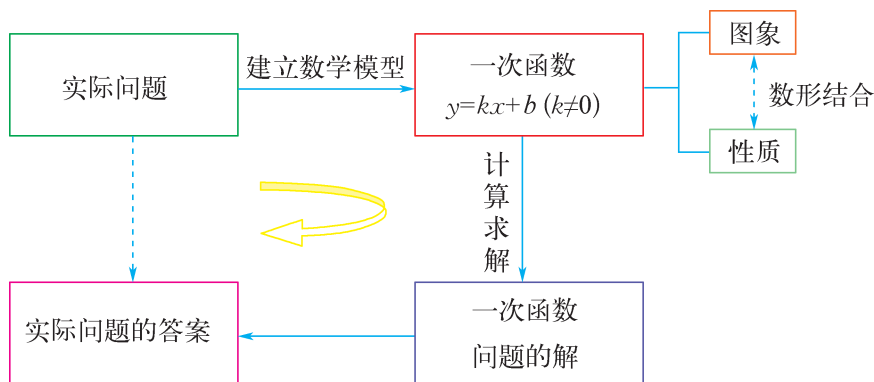 实际问题
建立数学模型
一次函数
y=kx+b (k≠0)
图象
数形结合
性质
计算求解
实际问题的答案
一次函数
问题的解